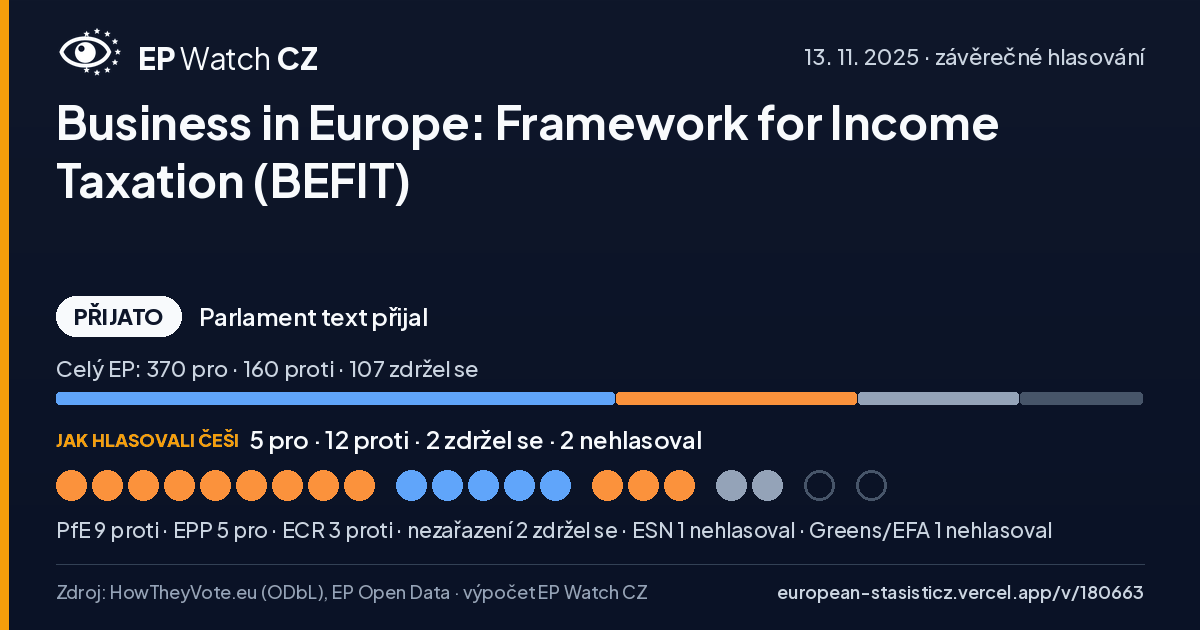 EP Watch CZ
13. 11. 2025 · závěrečné hlasování
Business in Europe: Framework for Income
Taxation (BEFIT)
PŘIJATO Parlament text přijal
Celý EP: 370 pro · 160 proti · 107 zdržel se
JAK HLASOVALI ČEŠI 5 pro · 12 proti · 2 zdržel se · 2 nehlasoval
PfE 9 proti · EPP 5 pro · ECR 3 proti · nezařazení 2 zdržel se · ESN 1 nehlasoval · Greens/EFA 1 nehlasoval
Zdroj: HowTheyVote.eu (ODbL), EP Open Data · výpočet EP Watch CZ
european-stasisticz.vercel.app/v/180663